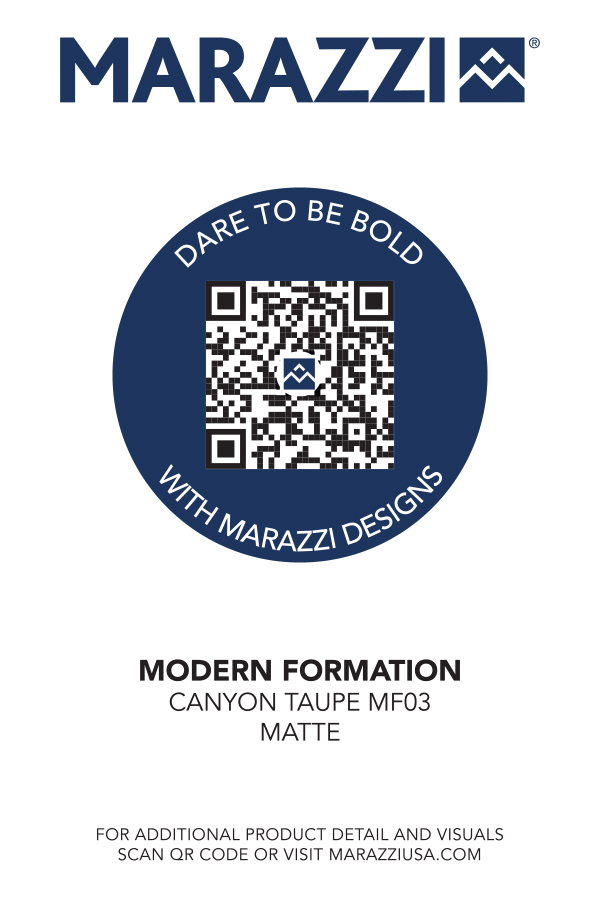 MARAZZI®
DARE TO BE BOLD
WITH MARAZZI DESIGNS
MODERN FORMATION
CANYON TAUPE MF03
MATTE
FOR ADDITIONAL PRODUCT DETAIL AND VISUALS
SCAN QR CODE OR VISIT MARAZZIUSA.COM